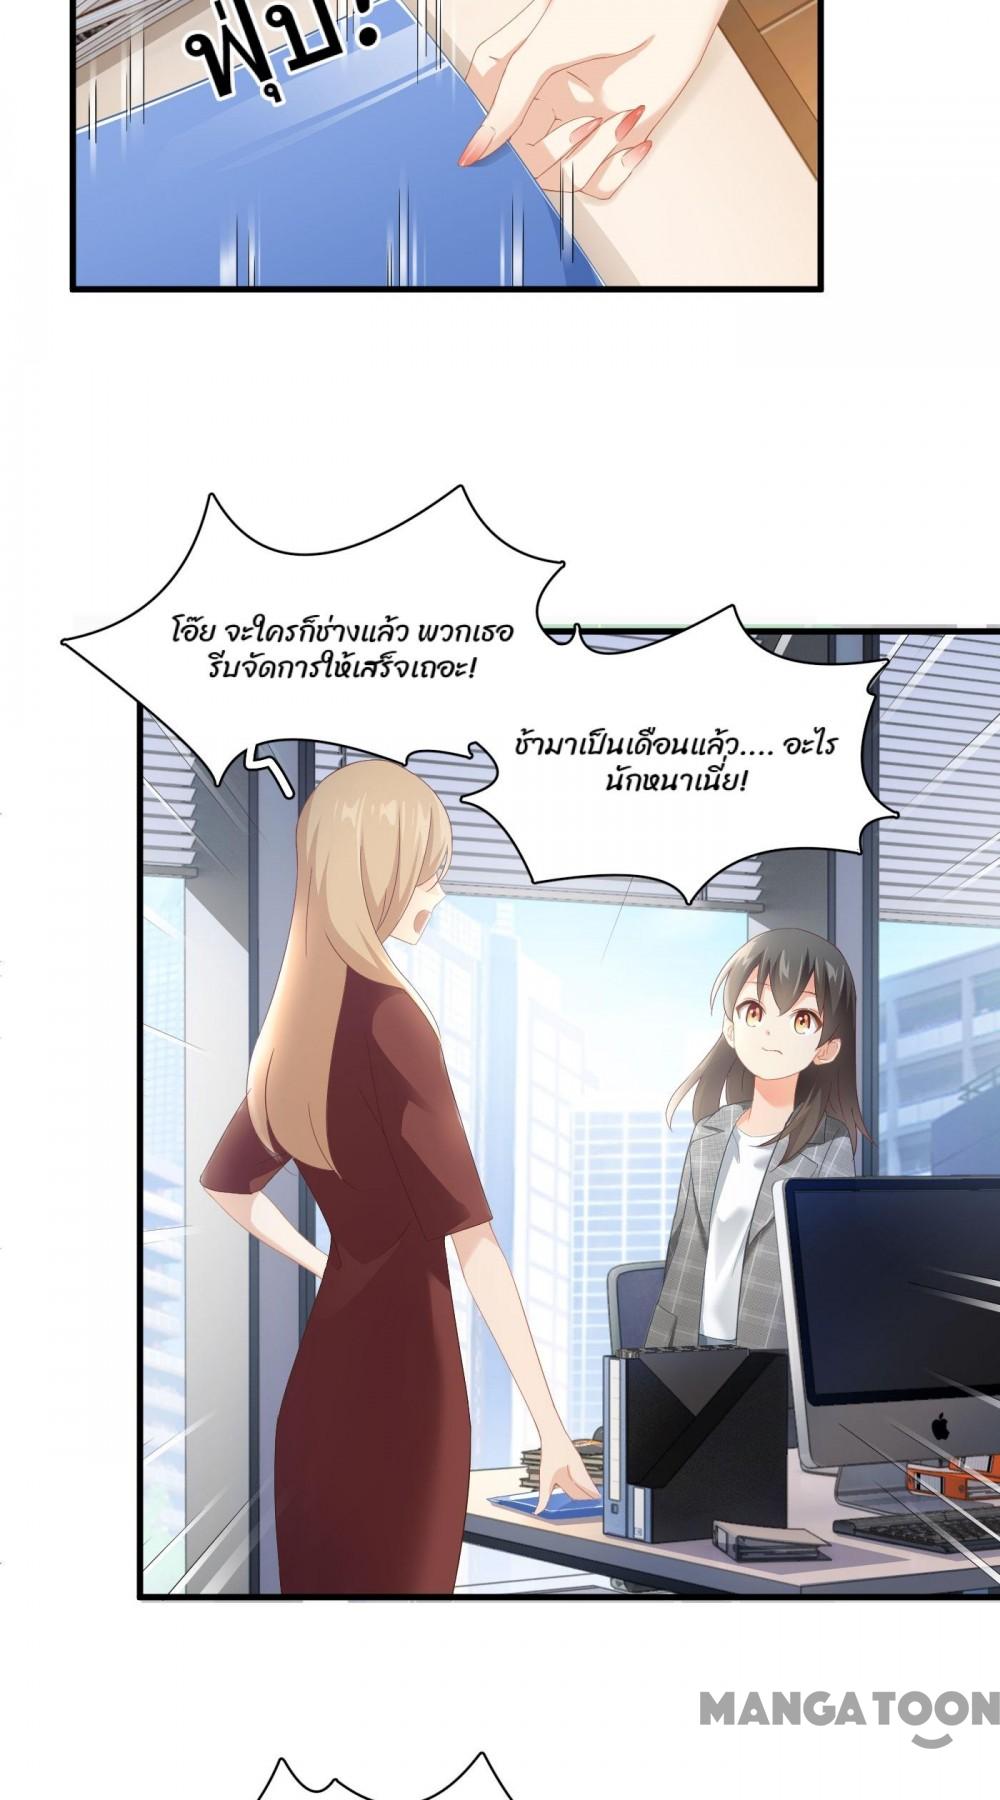 ฟุ่บ!
โอ๊ย จะใครก็ช่างแล้ว พวกเธอ
รีบจัดการให้เสร็จเถอะ!
ช้ามาเป็นเดือนแล้ว.... อะไร
นักหนาเนี่ย!
MANGATOON